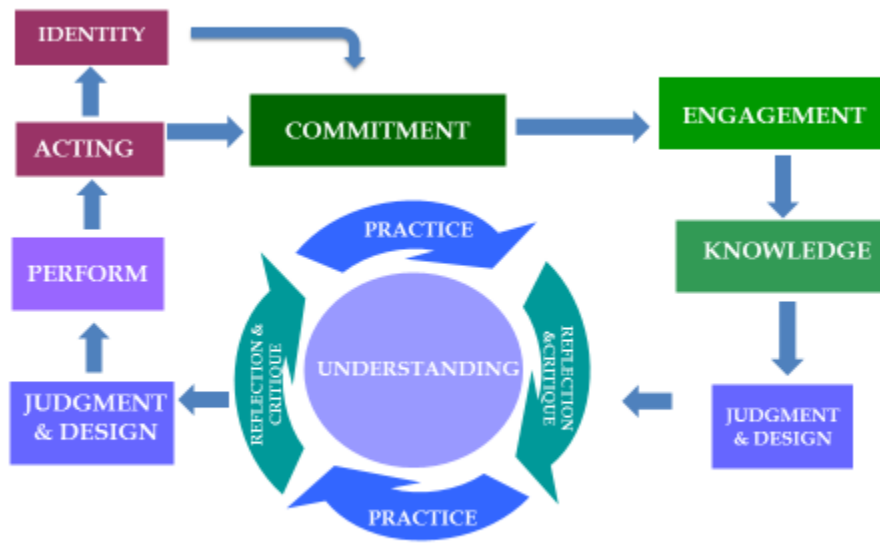 IDENTITY
COMMITMENT
ENGAGEMENT
ACTING
PRACTICE
KNOWLEDGE
PERFORM
REFLECTION &
CRITIQUE
UNDERSTANDING
REFLECTION
&CRITIQUE
JUDGMENT
& DESIGN
JUDGMENT
& DESIGN
PRACTICE